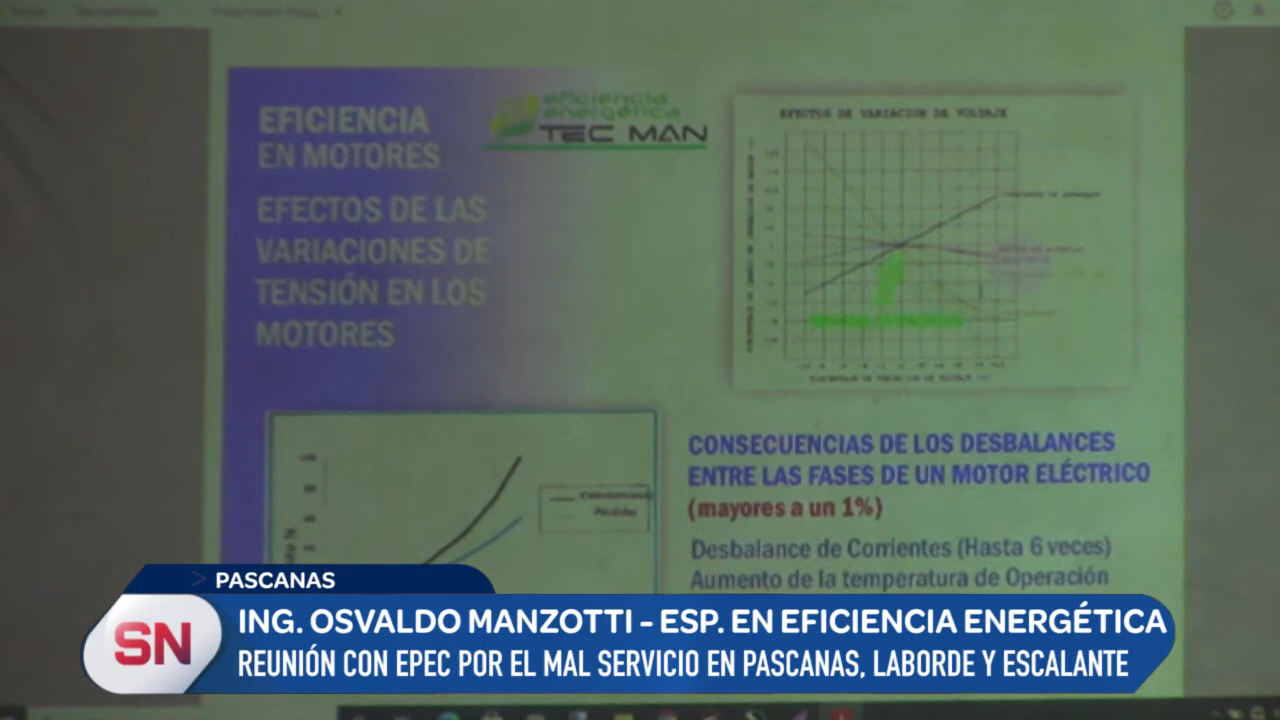 EFICIENCIA
EN MOTORES
EFECTOS DE LAS
VARIACIONES DE
TENSIÓN EN LOS
MOTORES
eficiencia
energética
TEC MAN
EFECTOS DE VARIACION DE VOLTAJE
CONSECUENCIAS DE LOS DESBALANCES
ENTRE LAS FASES DE UN MOTOR ELÉCTRICO
(mayores a un 1%)
Desbalance de Corrientes (Hasta 6 veces)
Aumento de la temperatura de Operación
> PASCANAS
SN
ING. OSVALDO MANZOTTI - ESP. EN EFICIENCIA ENERGÉTICA
REUNIÓN CON EPEC POR EL MAL SERVICIO EN PASCANAS, LABORDE Y ESCALANTE